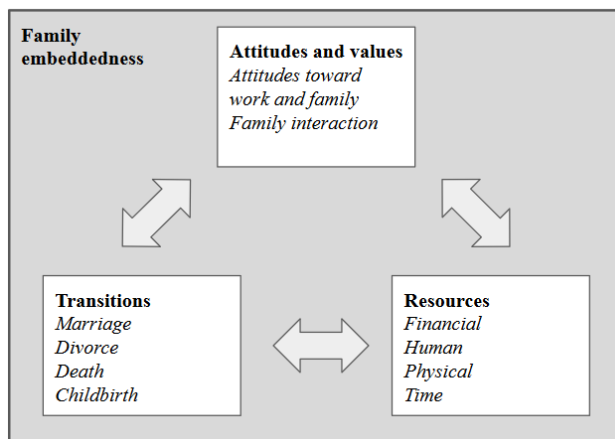 Family
embeddedness
Attitudes and values
Attitudes toward
work and family
Family interaction
Transitions
Marriage
Divorce
Death
Childbirth
Resources
Financial
Human
Physical
Time